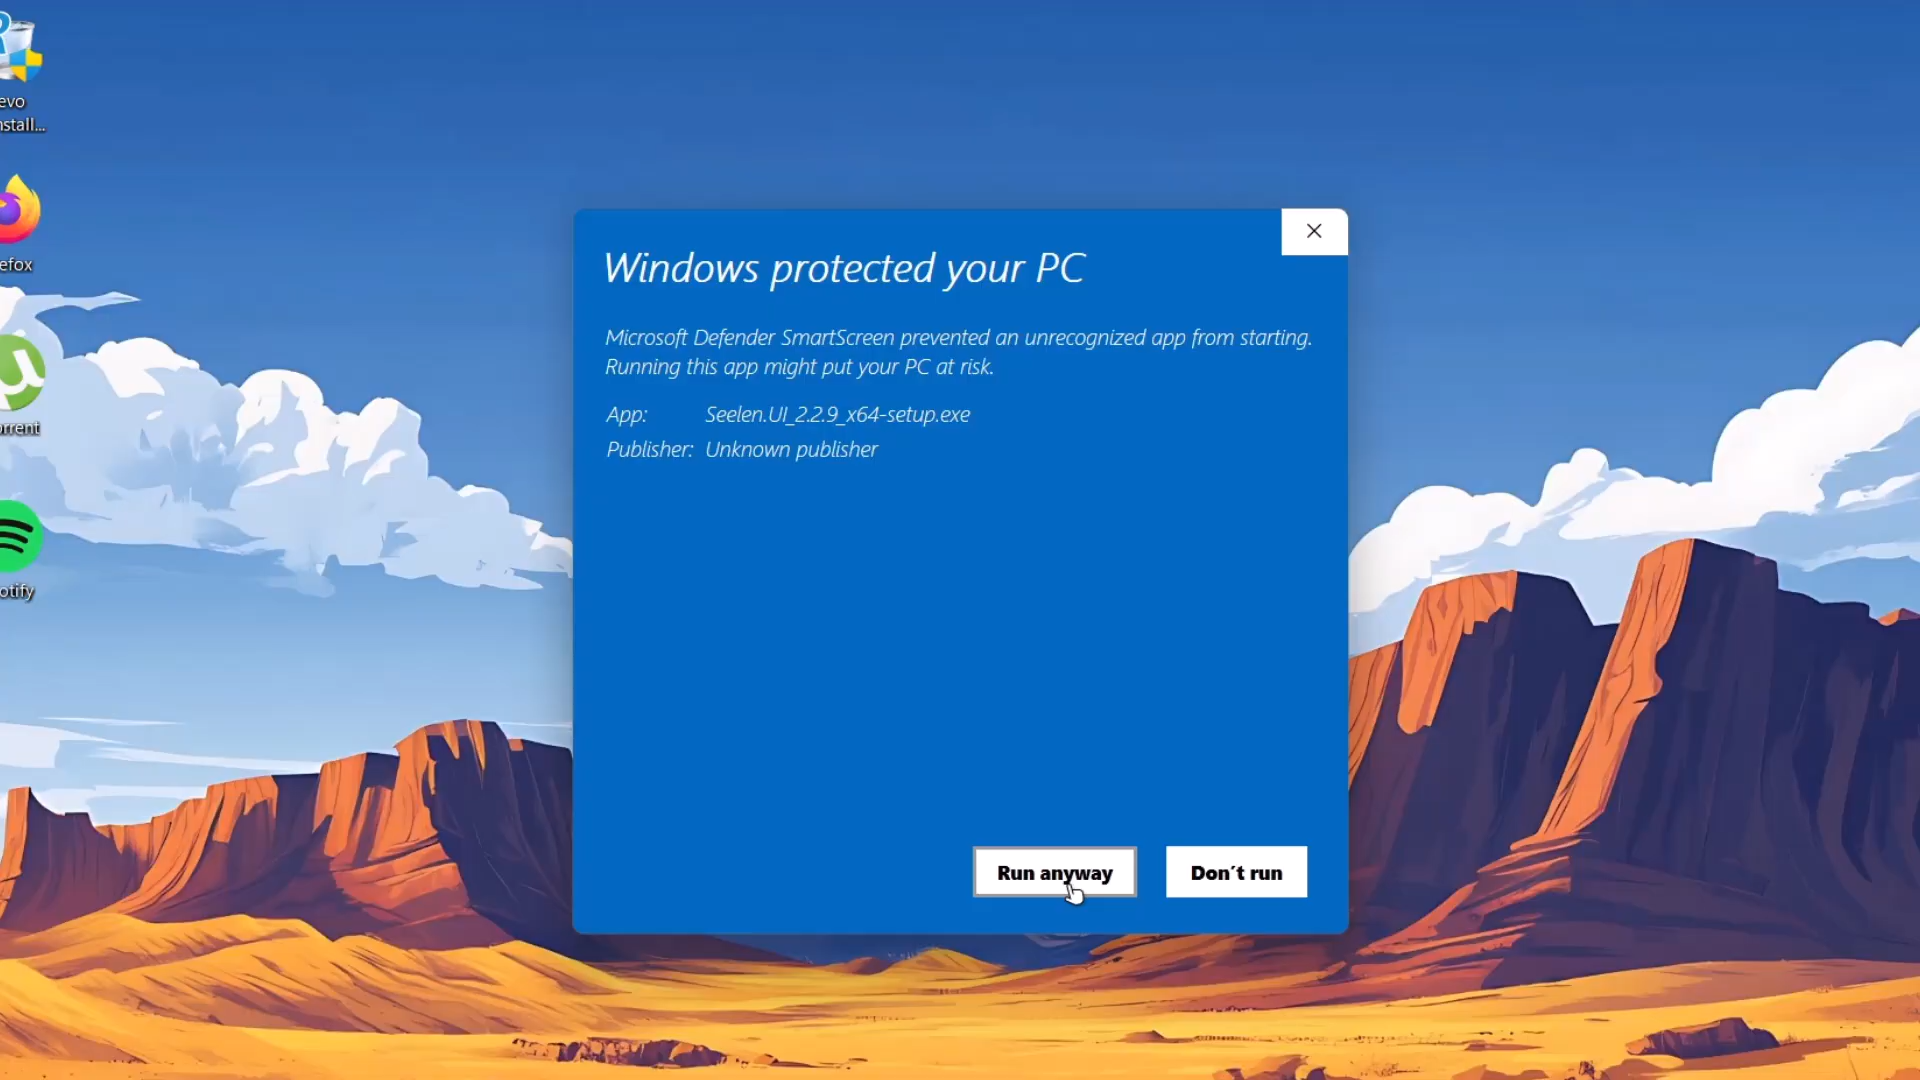 evo
nstall...
efox
orrent
otify
Windows protected your PC
Microsoft Defender SmartScreen prevented an unrecognized app from starting.
Running this app might put your PC at risk.
App: Seelen.UI_2.2.9_x64-setup.exe
Publisher: Unknown publisher
Run anyway
Don´t run